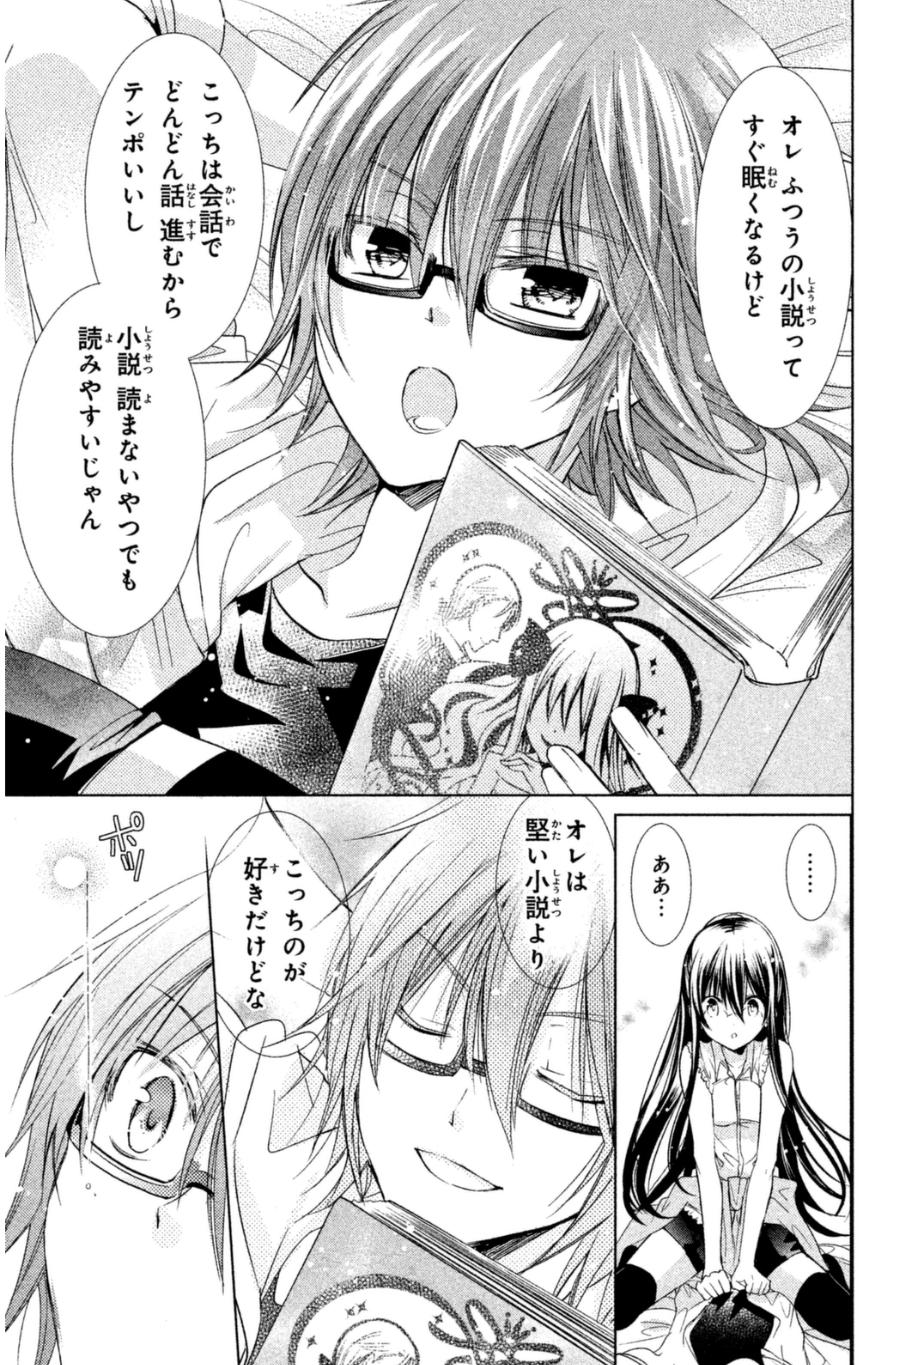 オレ ふつうの小説って
すぐ眠くなるけど
こっちは会話で
どんどん話 進むから
テンポいいし
小説 読まないやつでも
読みやすいじゃん
……
ああ…
オレは
堅い小説より
こっちのが
好きだけどな
ポッ